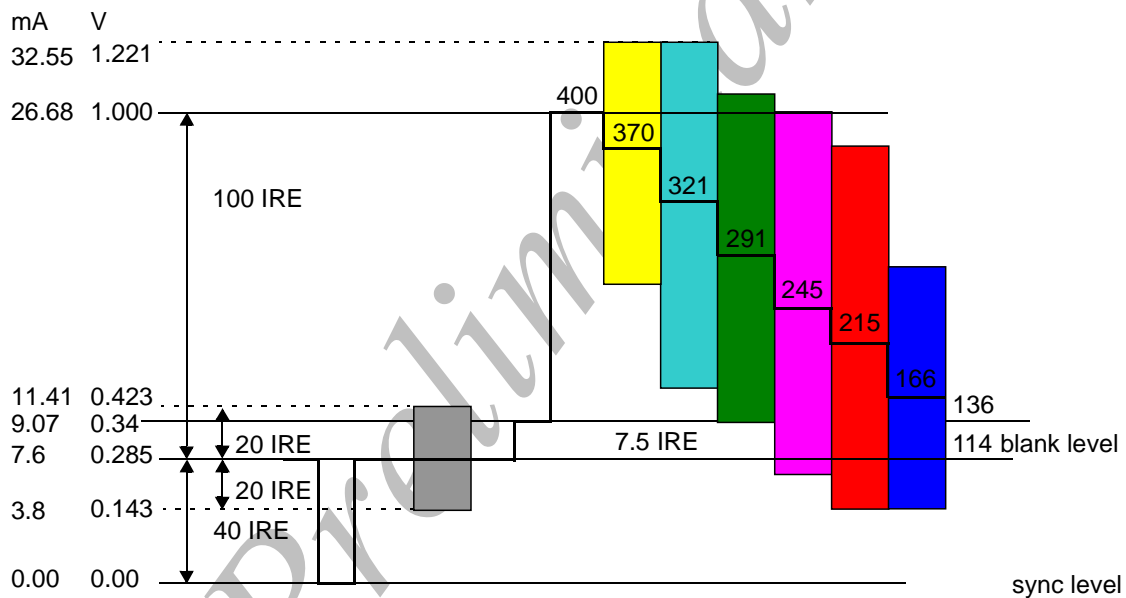 mA V
32.55 1.221
400
26.68 1.000
370
321
100 IRE
291
245
215
166
11.41 0.423
136
9.07 0.34
20 IRE
7.5 IRE
114 blank level
7.6 0.285
20 IRE
3.8 0.143
40 IRE
0.00 0.00
sync level